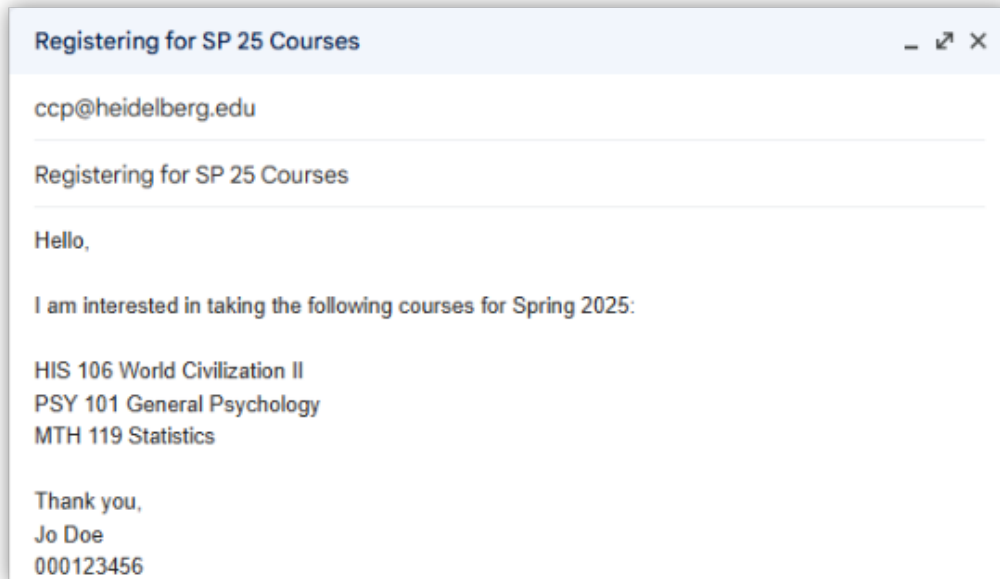 Registering for SP 25 Courses
ccp@heidelberg.edu
Registering for SP 25 Courses
Hello,
I am interested in taking the following courses for Spring 2025:
HIS 106 World Civilization II
PSY 101 General Psychology
MTH 119 Statistics
Thank you,
Jo Doe
000123456